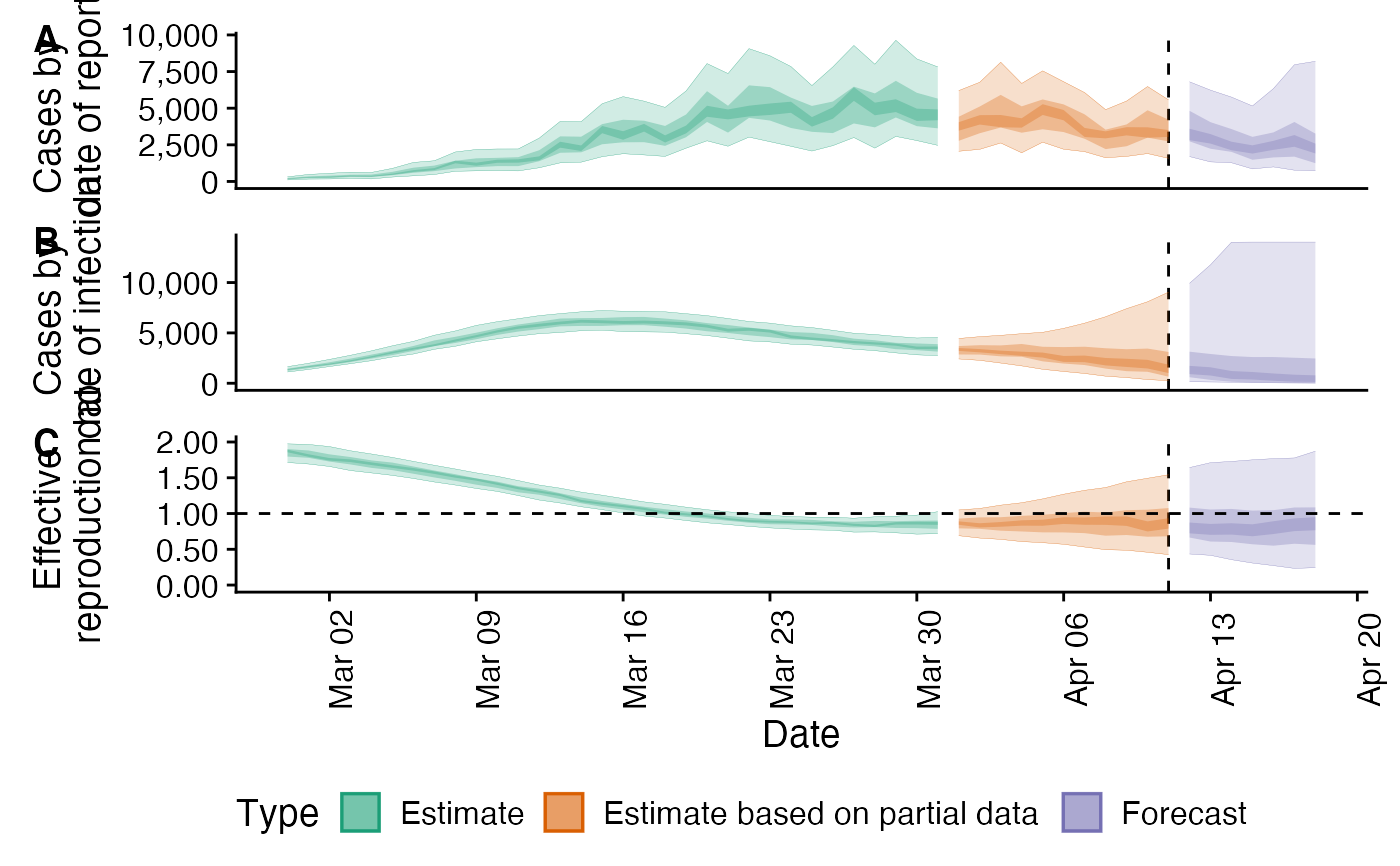 A
Cases by
date of report
10,000
7,500
5,000
2,500
0
B
Cases by
date of infection
10,000
5,000
0
C
Effective
reproduction no.
2.00
1.50
1.00
0.50
0.00
Mar 02
Mar 09
Mar 16
Mar 23
Mar 30
Apr 06
Apr 13
Apr 20
Date
Type
Estimate
Estimate based on partial data
Forecast